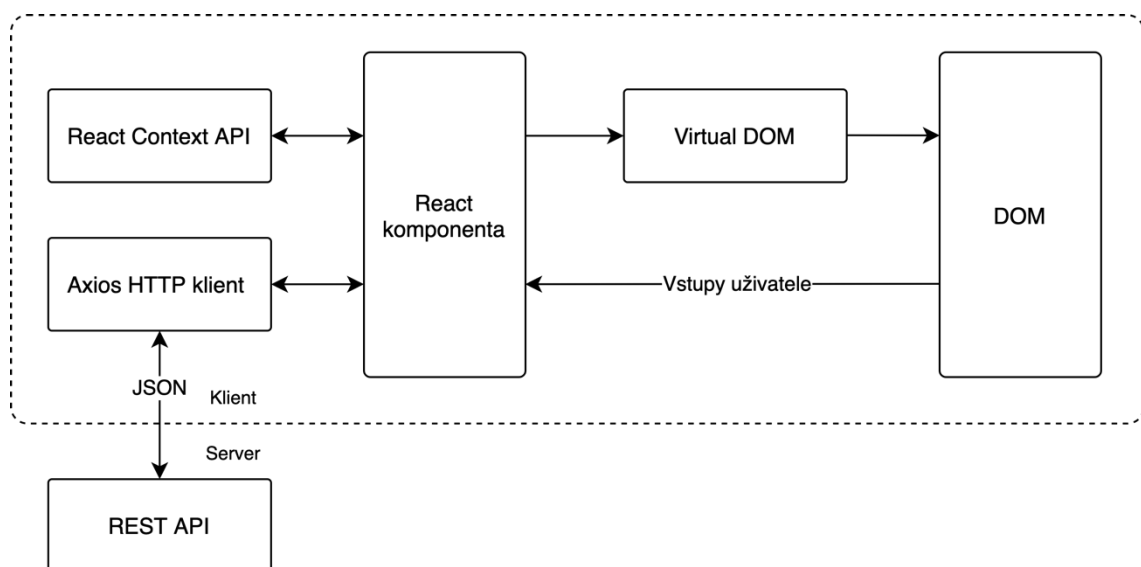 React Context API
Virtual DOM
React
komponenta
DOM
Axios HTTP klient
Vstupy uživatele
JSON
Klient
Server
REST API